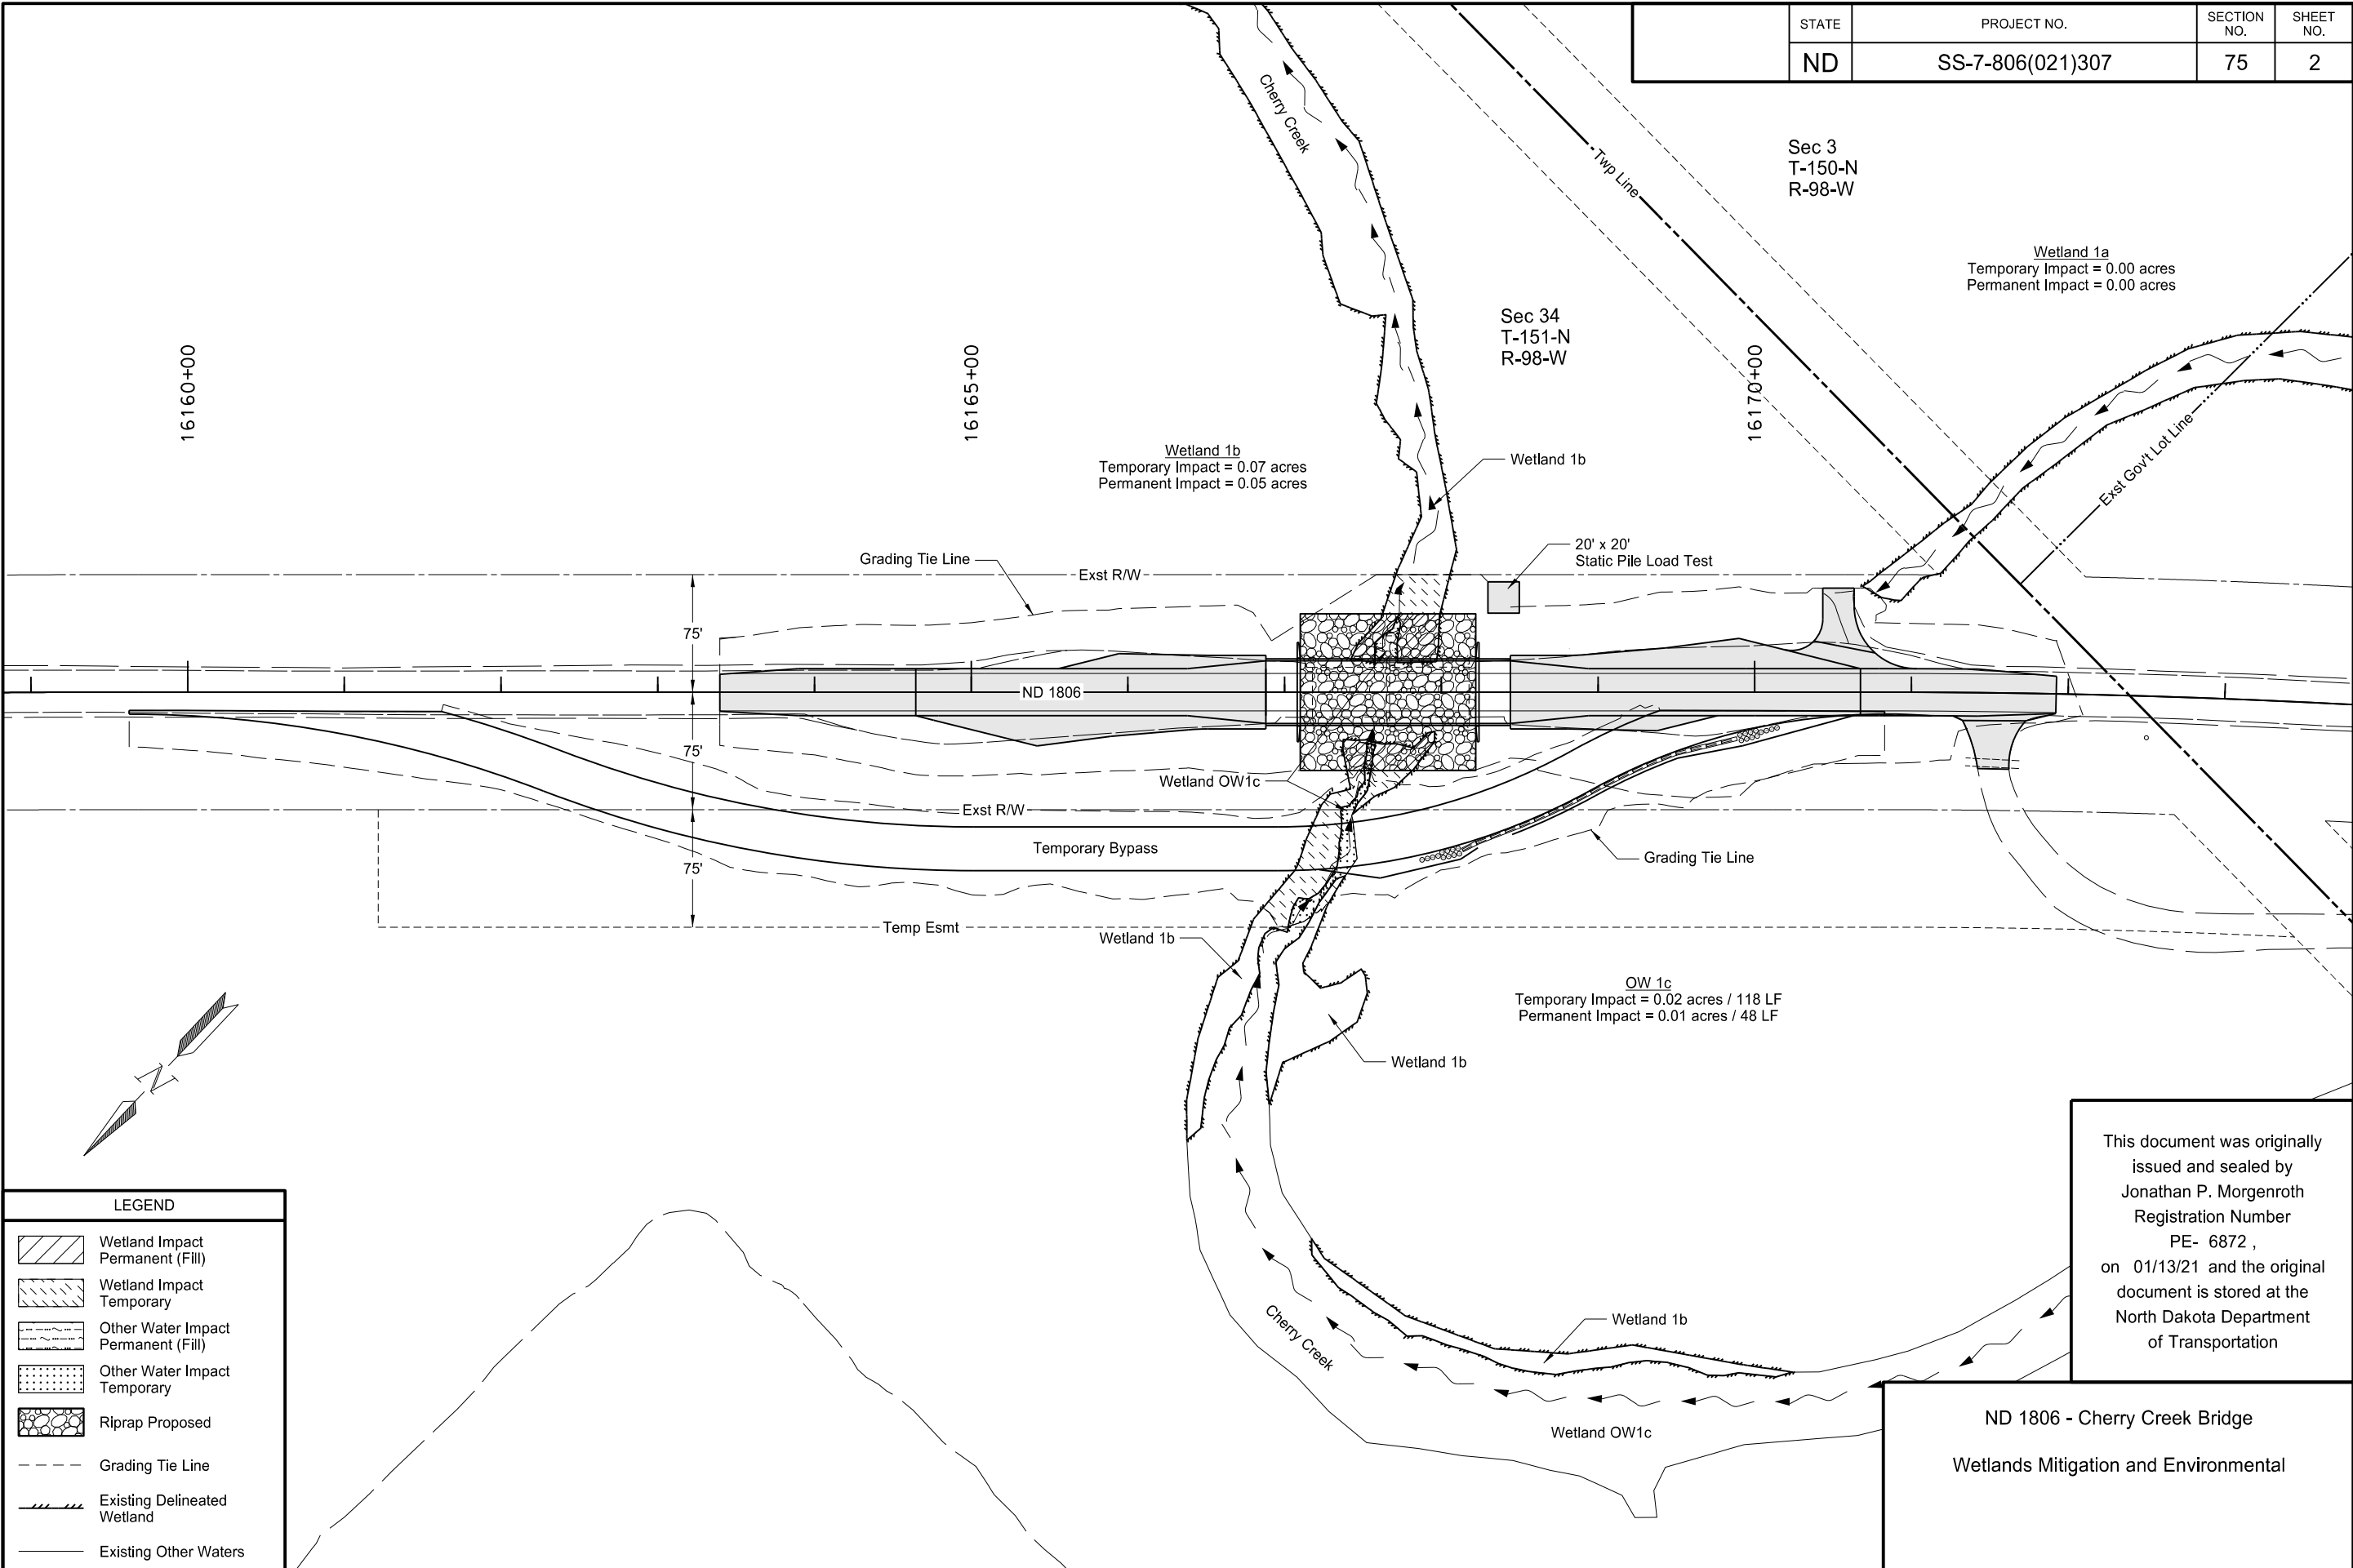 STATE
PROJECT NO.
SECTION
NO.
SHEET
NO.
ND
SS-7-806(021)307
75
2
Cherry Creek
Twp Line
Sec 3
T-150-N
R-98-W
Wetland 1a
Temporary Impact = 0.00 acres
Permanent Impact = 0.00 acres
Sec 34
T-151-N
R-98-W
16160+00
16165+00
16170+00
Exst Gov't Lot Line
Wetland 1b
Temporary Impact = 0.07 acres
Permanent Impact = 0.05 acres
Wetland 1b
Grading Tie Line
Exst R/W
20' x 20'
Static Pile Load Test
75'
ND 1806
75'
Wetland OW1c
Exst R/W
Temporary Bypass
Grading Tie Line
75'
Temp Esmt
Wetland 1b
OW 1c
Temporary Impact = 0.02 acres / 118 LF
Permanent Impact = 0.01 acres / 48 LF
Wetland 1b
N
Cherry Creek
Wetland 1b
Wetland OW1c
LEGEND
Wetland Impact
Permanent (Fill)
Wetland Impact
Temporary
Other Water Impact
Permanent (Fill)
Other Water Impact
Temporary
Riprap Proposed
Grading Tie Line
Existing Delineated
Wetland
Existing Other Waters
This document was originally
issued and sealed by
Jonathan P. Morgenroth
Registration Number
PE- 6872 ,
on 01/13/21 and the original
document is stored at the
North Dakota Department
of Transportation
ND 1806 - Cherry Creek Bridge
Wetlands Mitigation and Environmental